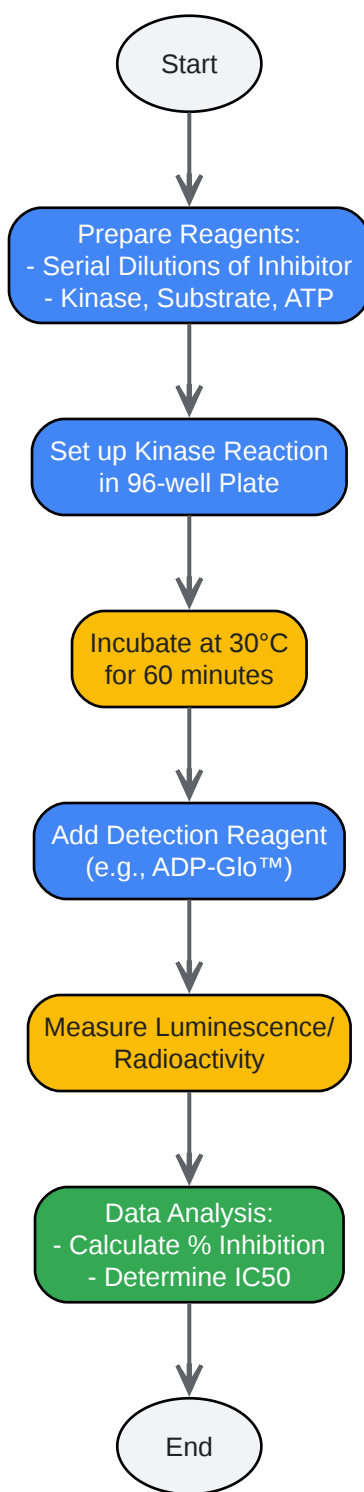 Start
Prepare Reagents:
- Serial Dilutions of Inhibitor
- Kinase, Substrate, ATP
Set up Kinase Reaction
in 96-well Plate
Incubate at 30°C
for 60 minutes
Add Detection Reagent
(e.g., ADP-Glo™)
Measure Luminescence/
Radioactivity
Data Analysis:
- Calculate % Inhibition
- Determine IC50
End